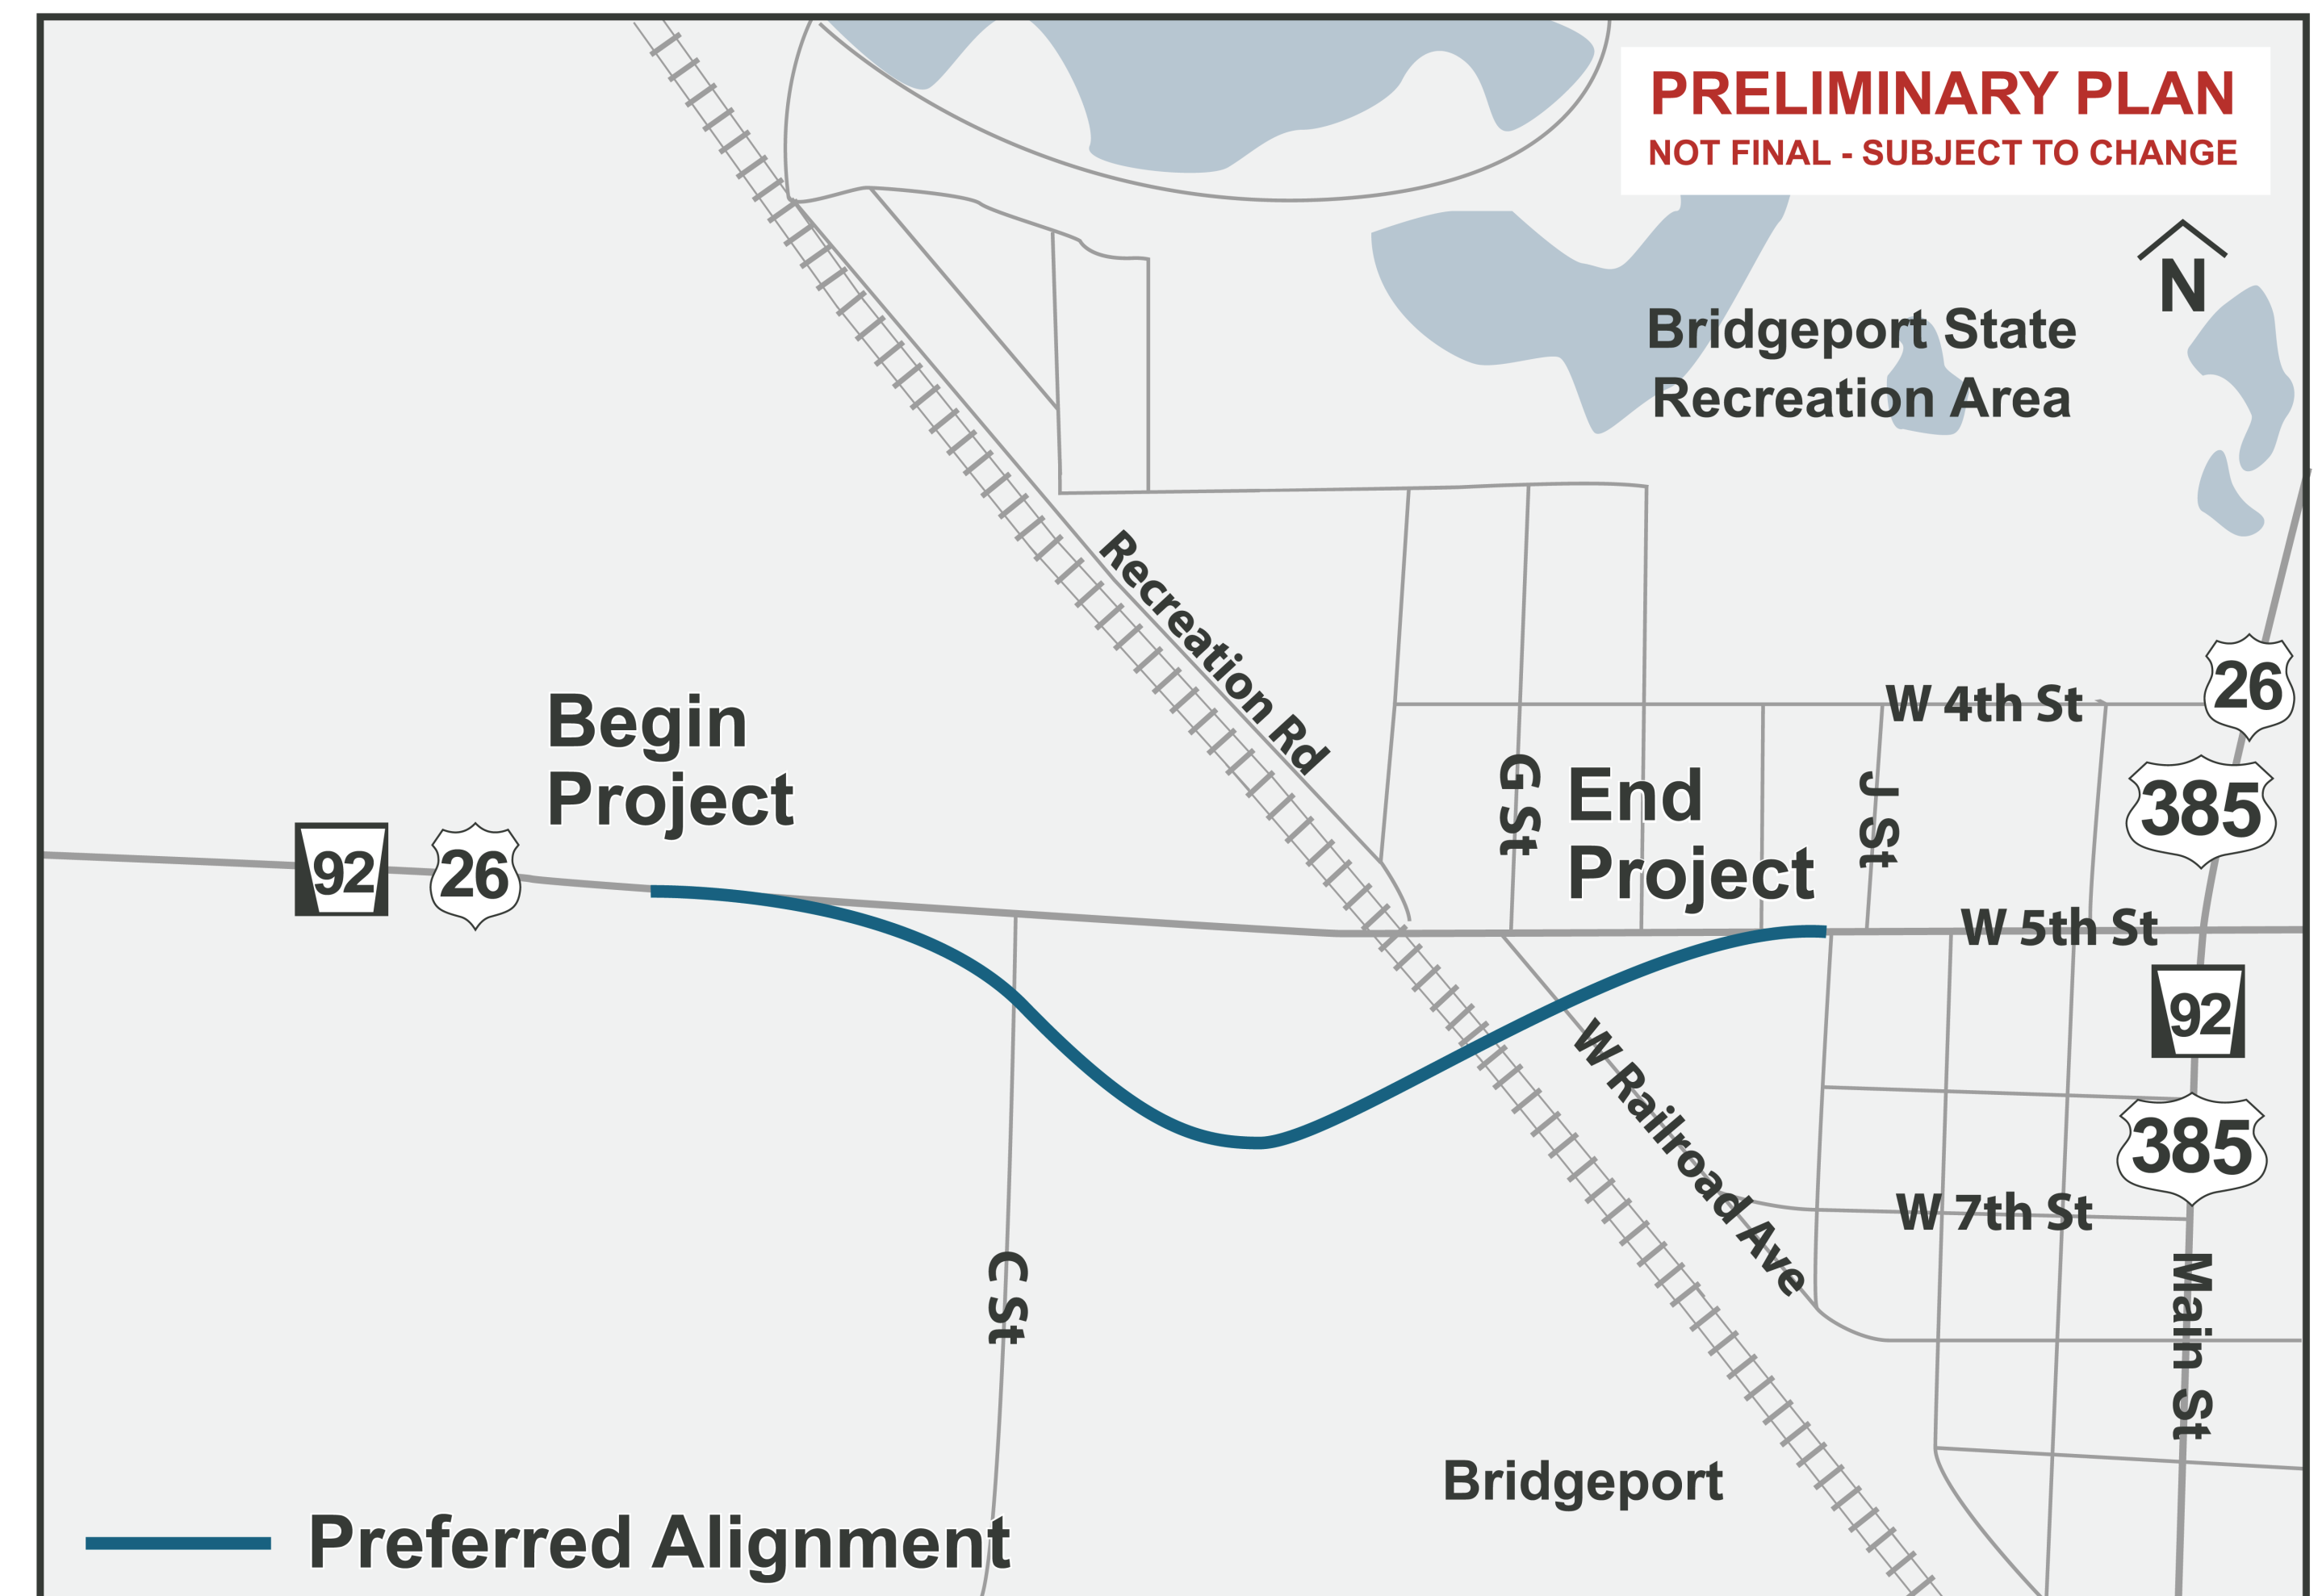 PRELIMINARY PLAN
NOT FINAL - SUBJECT TO CHANGE
N
Bridgeport State
Recreation Area
Recreation Rd
W 4th St
26
Begin
Project
G St
End
Project
J St
385
92
26
W 5th St
92
W Railroad Ave
385
W 7th St
C St
Main St
Bridgeport
Preferred Alignment